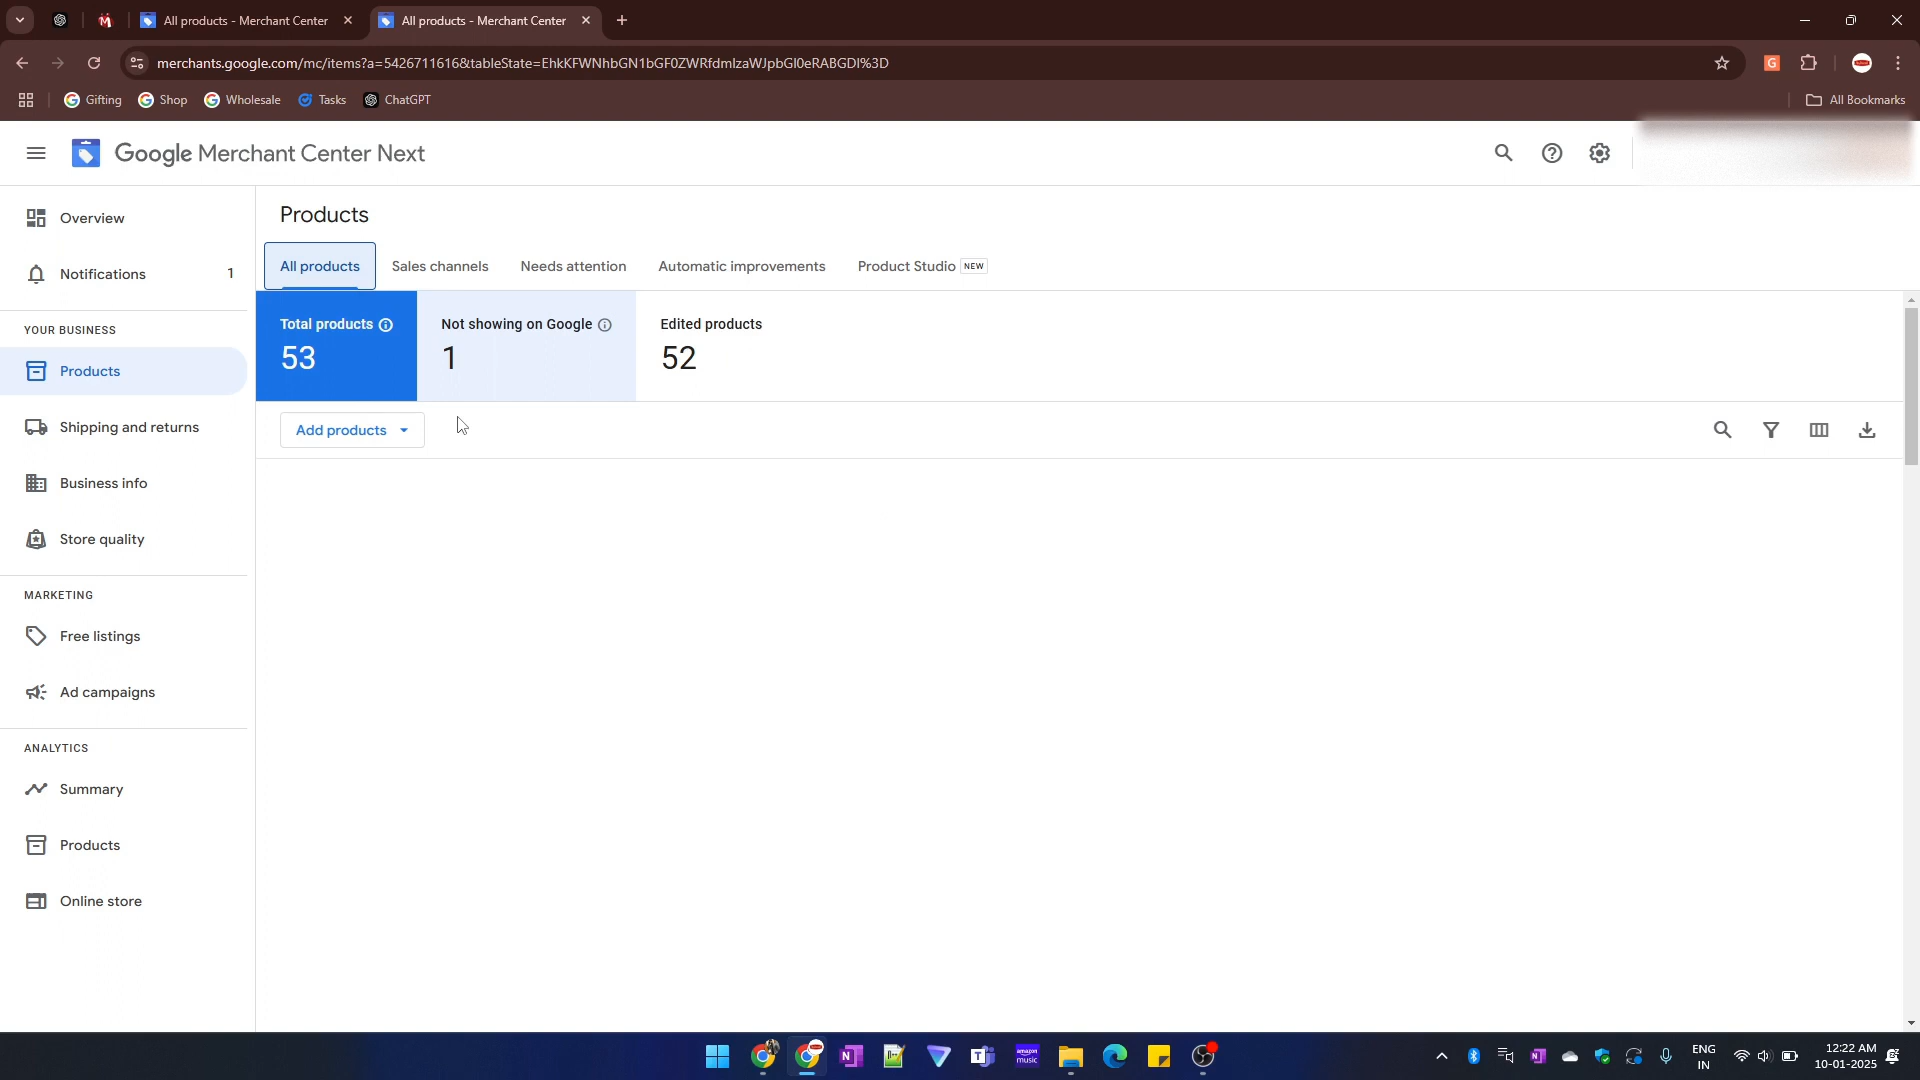 All products - Merchant Center
All products - Merchant Center
merchants.google.com/mc/items?a=5426711616&tableState=EhkKFWNhbGN1bGF0ZWRfdmlzaWJpbGl0eRABGDI%3D
Gifting
Shop
Wholesale
Tasks
ChatGPT
All Bookmarks
Google Merchant Center Next
Overview
Notifications 1
YOUR BUSINESS
Products
Shipping and returns
Business info
Store quality
MARKETING
Free listings
Ad campaigns
ANALYTICS
Summary
Products
Online store
Products
All products
Sales channels
Needs attention
Automatic improvements
Product Studio NEW
Total products
53
Not showing on Google
1
Edited products
52
Add products
ENG
IN
12:22 AM
10-01-2025